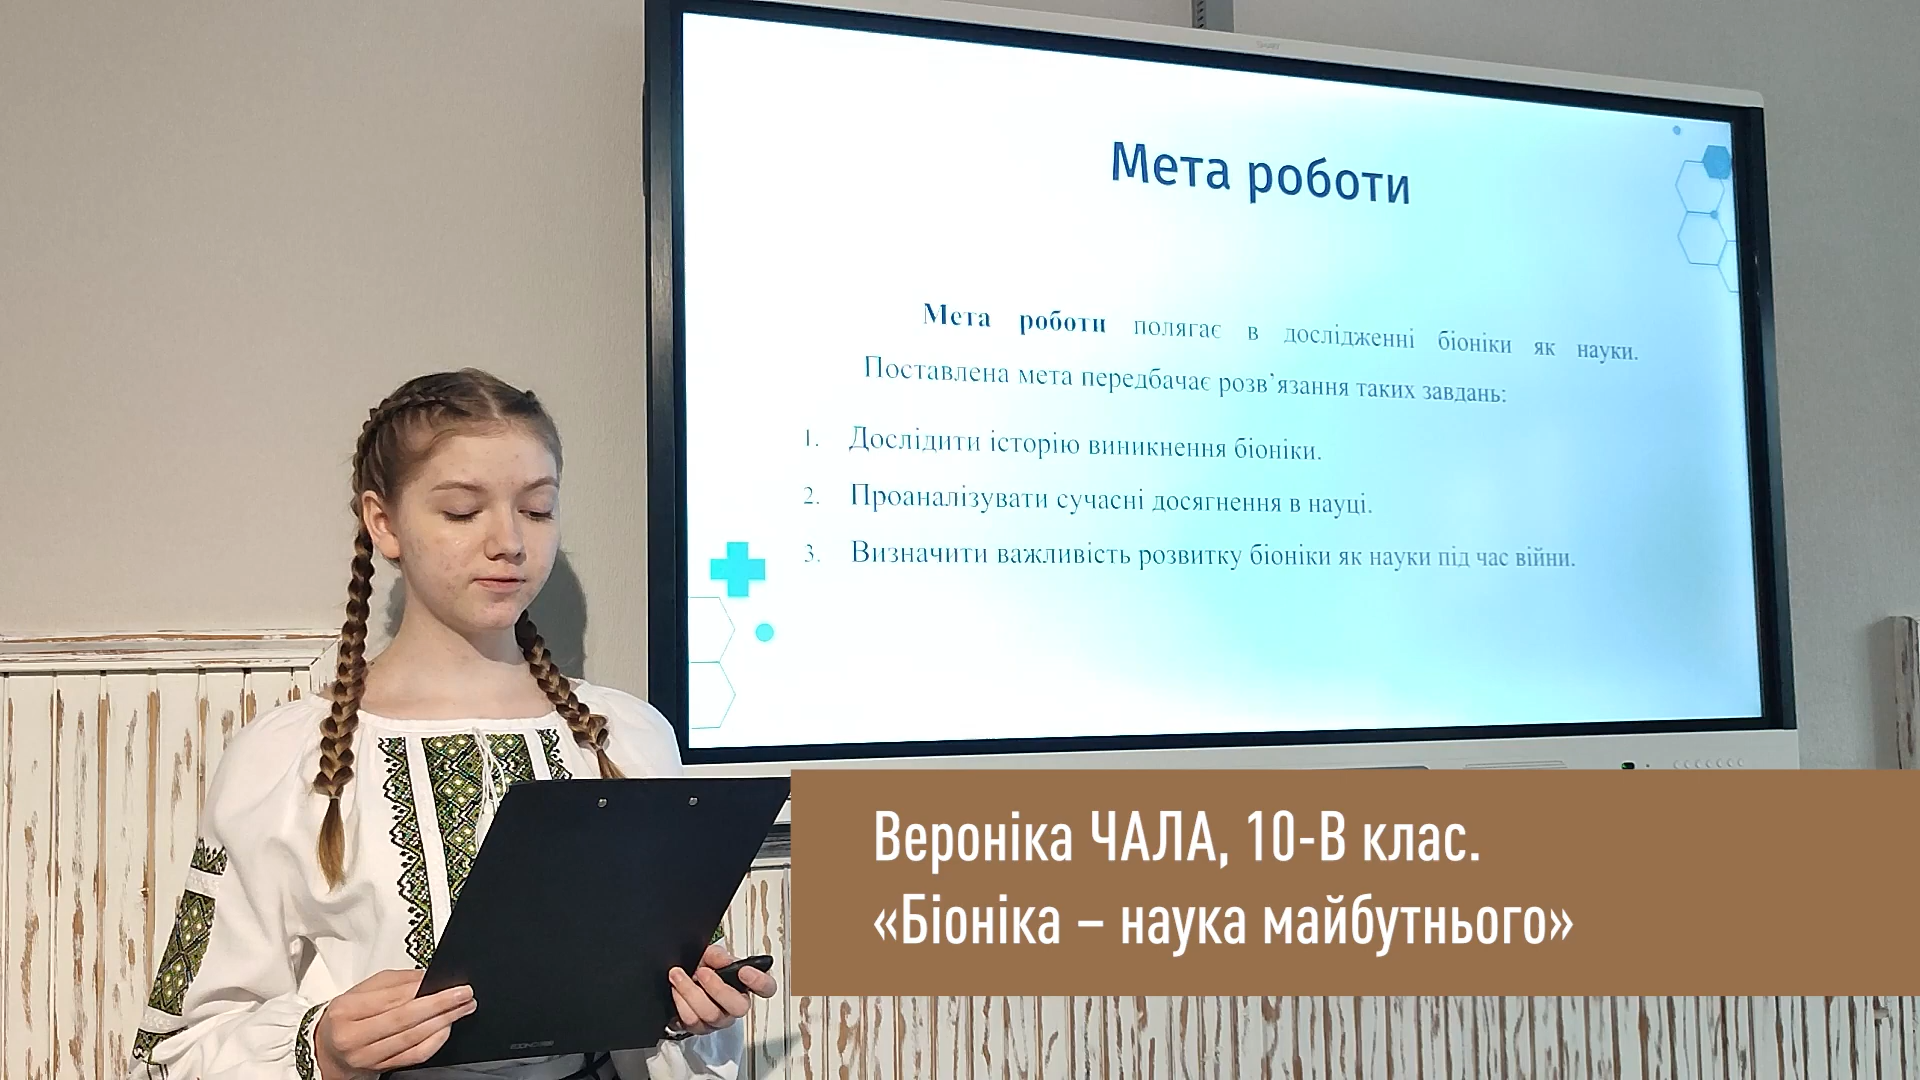 Мета роботи
Мета роботи полягає в дослідженні біоніки як науки.
Поставлена мета передбачає розв’язання таких завдань:
1. Дослідити історію виникнення біоніки.
2. Проаналізувати сучасні досягнення в науці.
3. Визначити важливість розвитку біоніки як науки під час війни.
Вероніка ЧАЛА, 10-В клас.
«Біоніка – наука майбутнього»